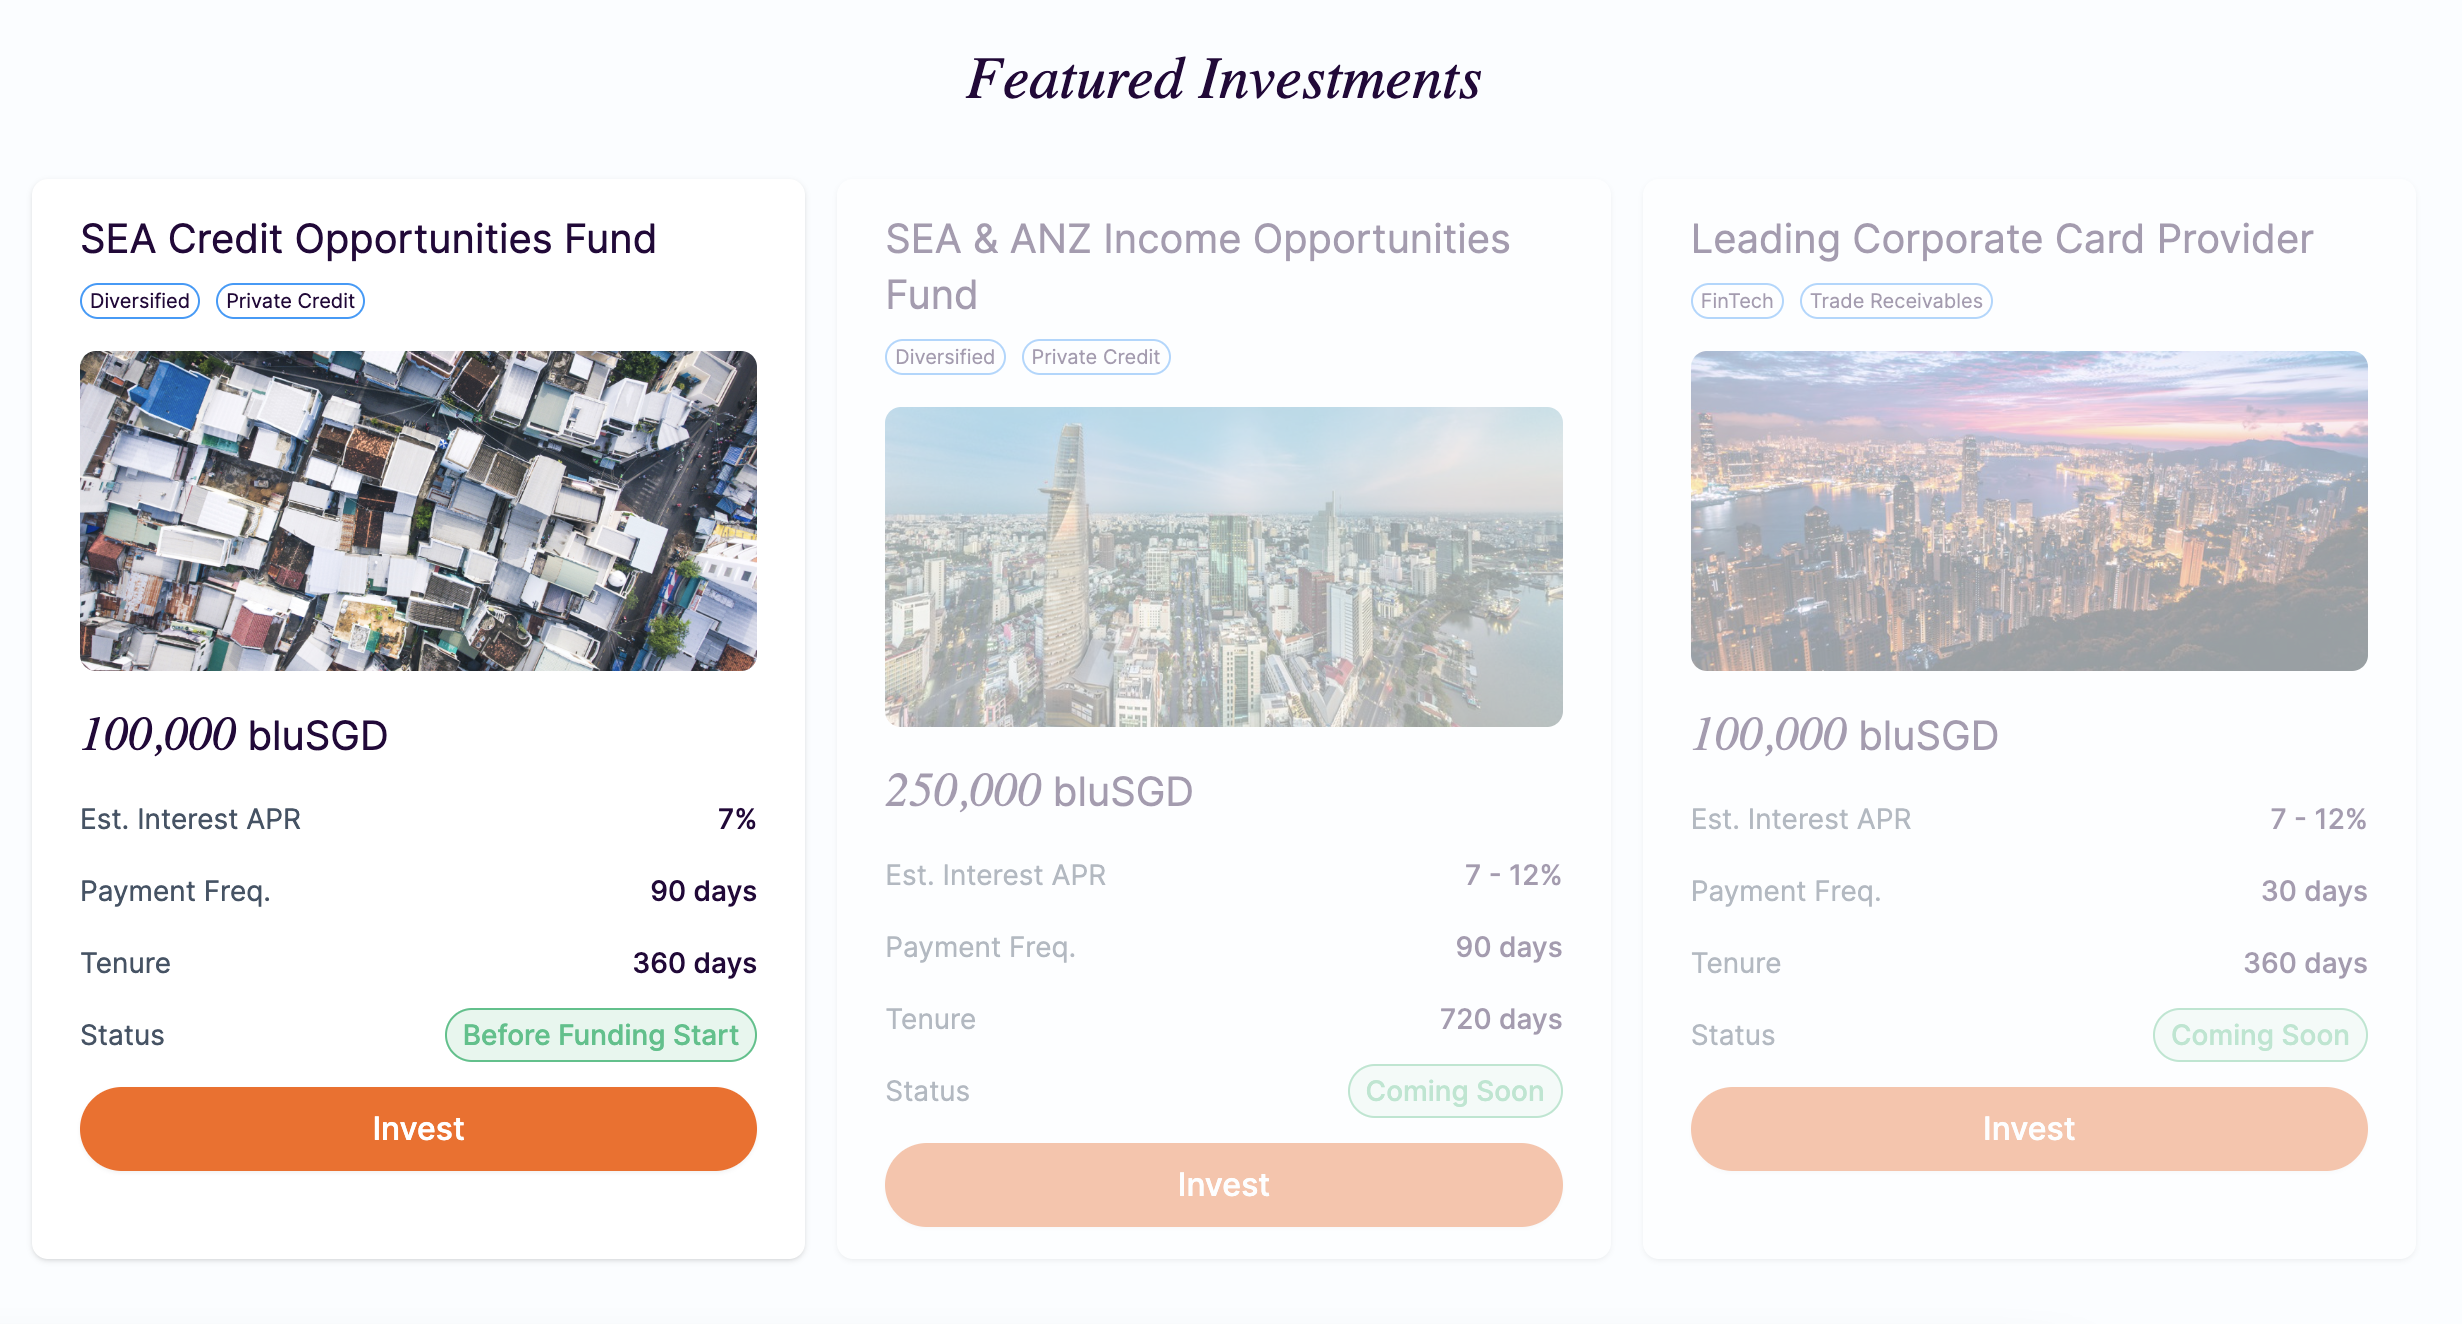 Featured Investments
SEA Credit Opportunities Fund
Diversified
Private Credit
100,000 bluSGD
Est. Interest APR 7%
Payment Freq. 90 days
Tenure 360 days
Status Before Funding Start
Invest
SEA & ANZ Income Opportunities
Fund
Diversified
Private Credit
250,000 bluSGD
Est. Interest APR 7 - 12%
Payment Freq. 90 days
Tenure 720 days
Status Coming Soon
Invest
Leading Corporate Card Provider
FinTech
Trade Receivables
100,000 bluSGD
Est. Interest APR 7 - 12%
Payment Freq. 30 days
Tenure 360 days
Status Coming Soon
Invest